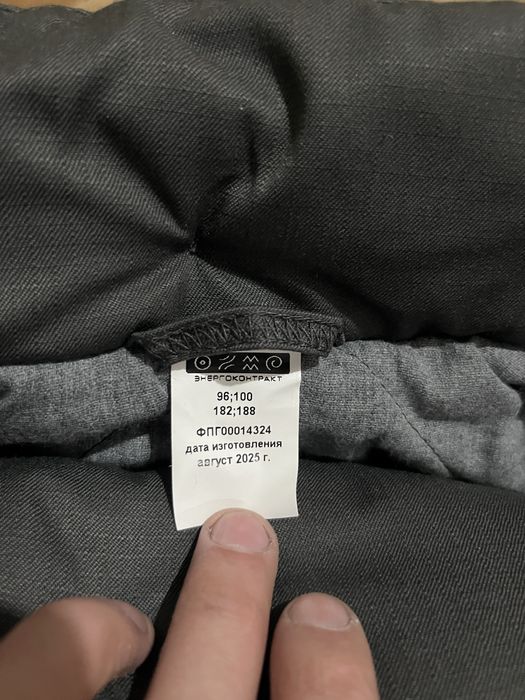 ЭНЕРГОКОНТРАКТ
96;100
182;188
ФПГ00014324
дата изготовления
август 2025 г.